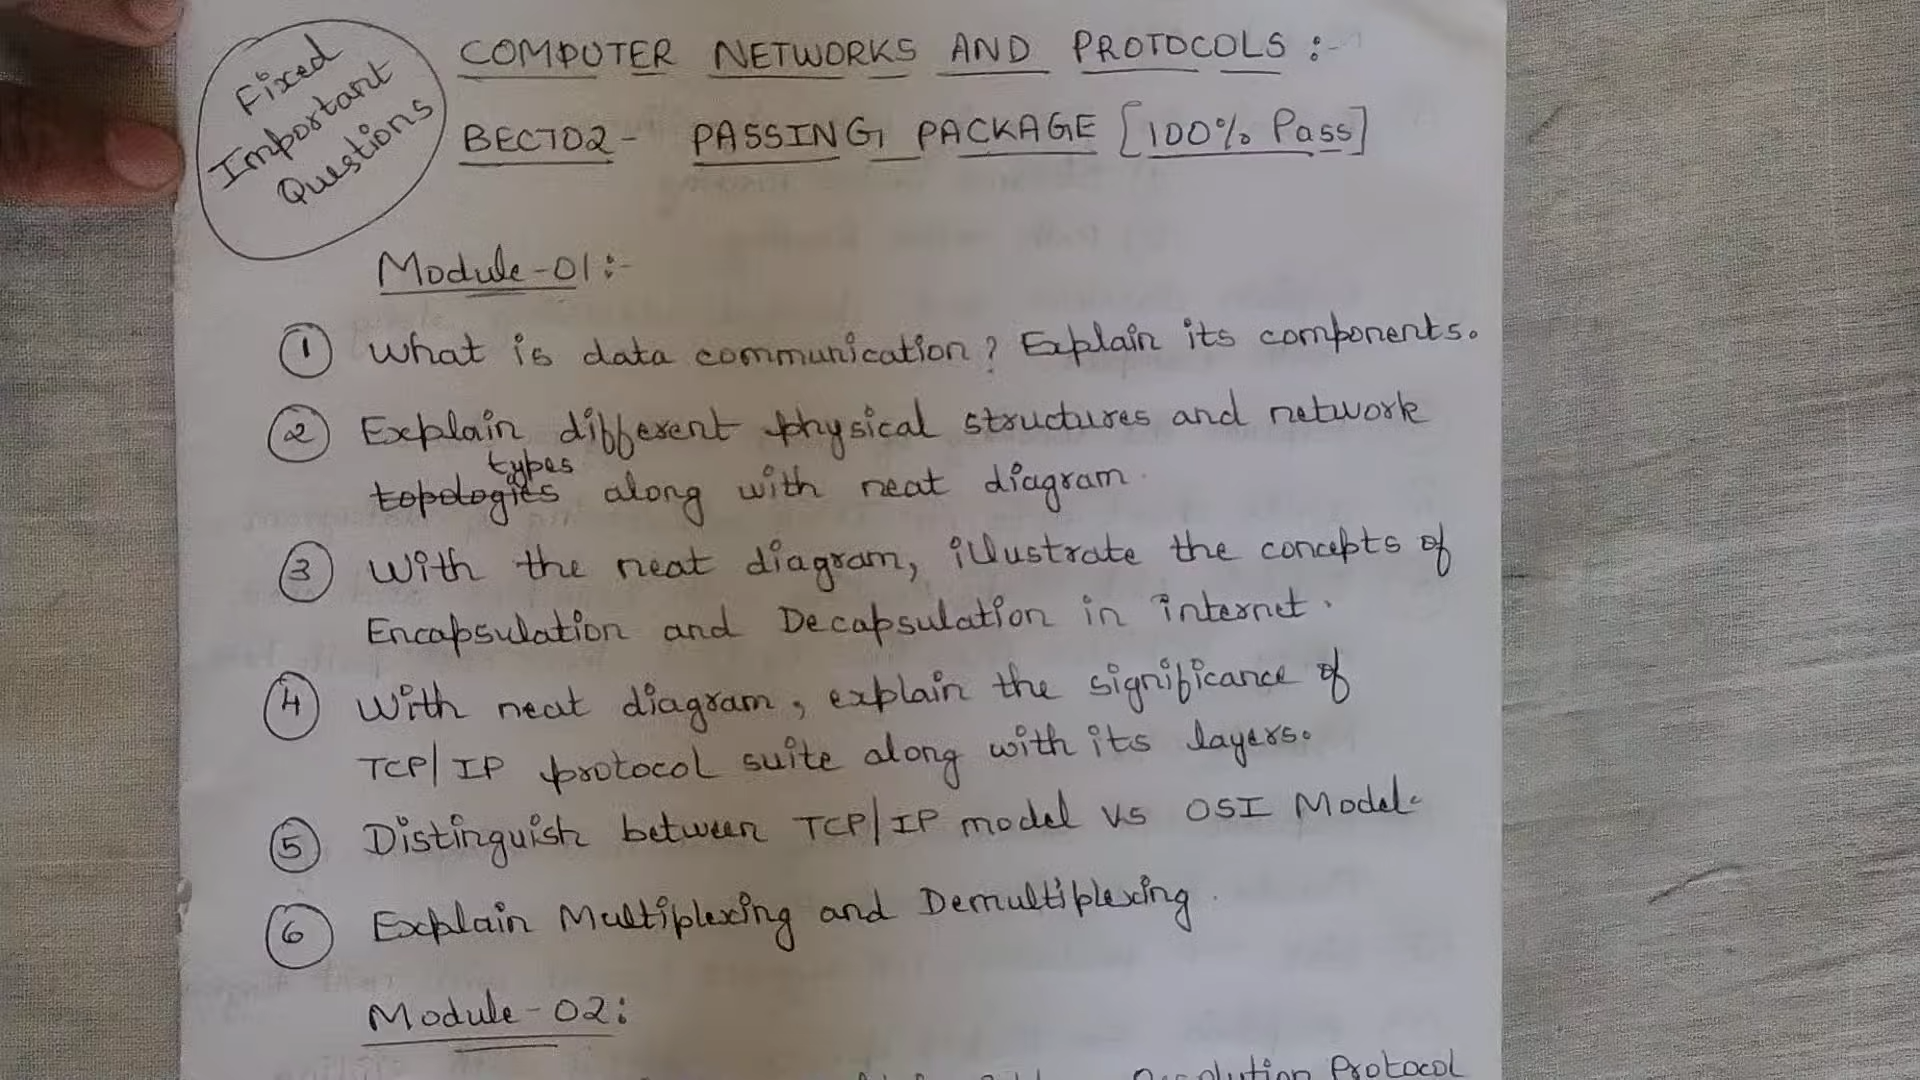 Fixed
Important
Questions
COMPUTER NETWORKS AND PROTOCOLS :-
BEC702 - PASSING PACKAGE [100% Pass]
Module-01:-
1 What is data communication? Explain its components.
2 Explain different physical structures and network
types
topologies along with neat diagram.
3 With the neat diagram, illustrate the concepts of
Encapsulation and Decapsulation in internet.
4 With neat diagram, explain the significance of
TCP/IP protocol suite along with its layers.
5 Distinguish between TCP/IP model vs OSI Model.
6 Explain Multiplexing and Demultiplexing.
Module-02:
Protocol